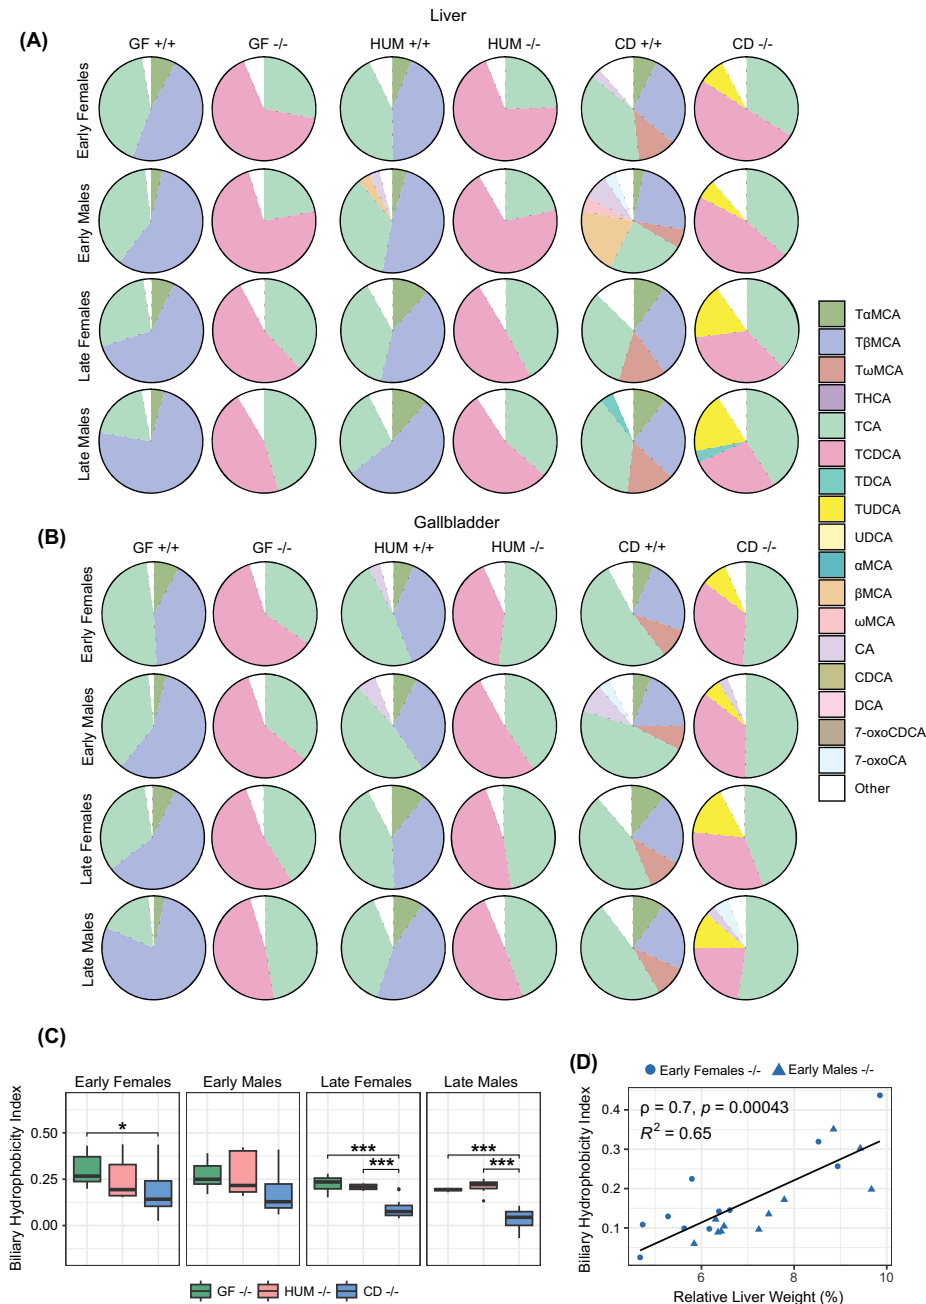 Liver
(A)
GF +/+ GF -/- HUM +/+ HUM -/- CD +/+ CD -/-
Early Females
Early Males
Late Females
Late Males
TαMCA
TβMCA
TωMCA
THCA
TCA
TCDCA
TDCA
TUDCA
UDCA
αMCA
βMCA
ωMCA
CA
CDCA
DCA
7-oxoCDCA
7-oxoCA
Other
Gallbladder
(B)
GF +/+ GF -/- HUM +/+ HUM -/- CD +/+ CD -/-
Early Females
Early Males
Late Females
Late Males
(C)
Early Females Early Males Late Females Late Males
Biliary Hydrophobicity Index
0.50
0.25
0.00
*
***
***
***
***
GF -/- HUM -/- CD -/-
(D)
Early Females -/- Early Males -/-
Biliary Hydrophobicity Index
0.4
0.3
0.2
0.1
ρ = 0.7, p = 0.00043
R² = 0.65
6 8 10
Relative Liver Weight (%)